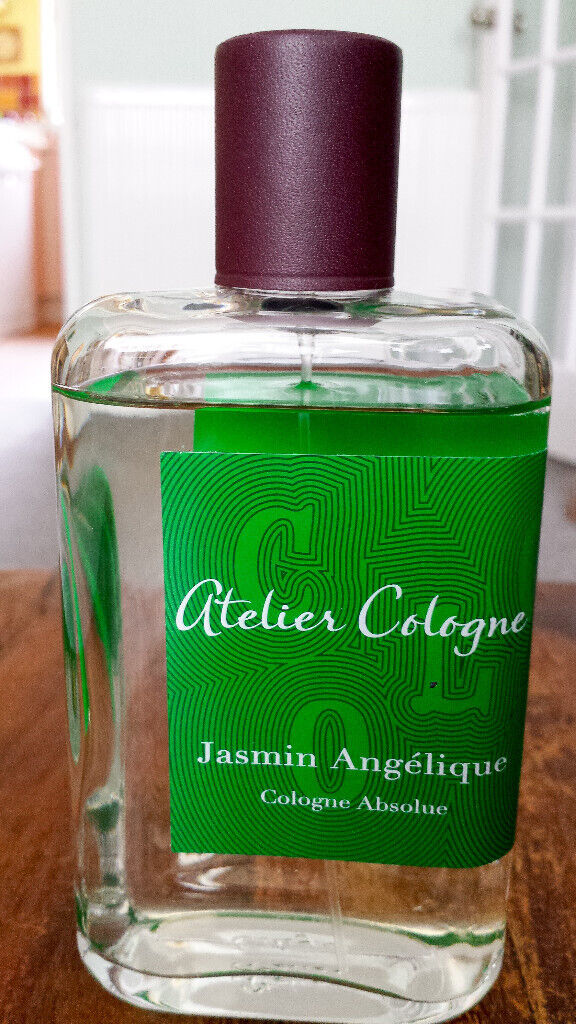 Atelier Cologne
Jasmin Angélique
Cologne Absolue